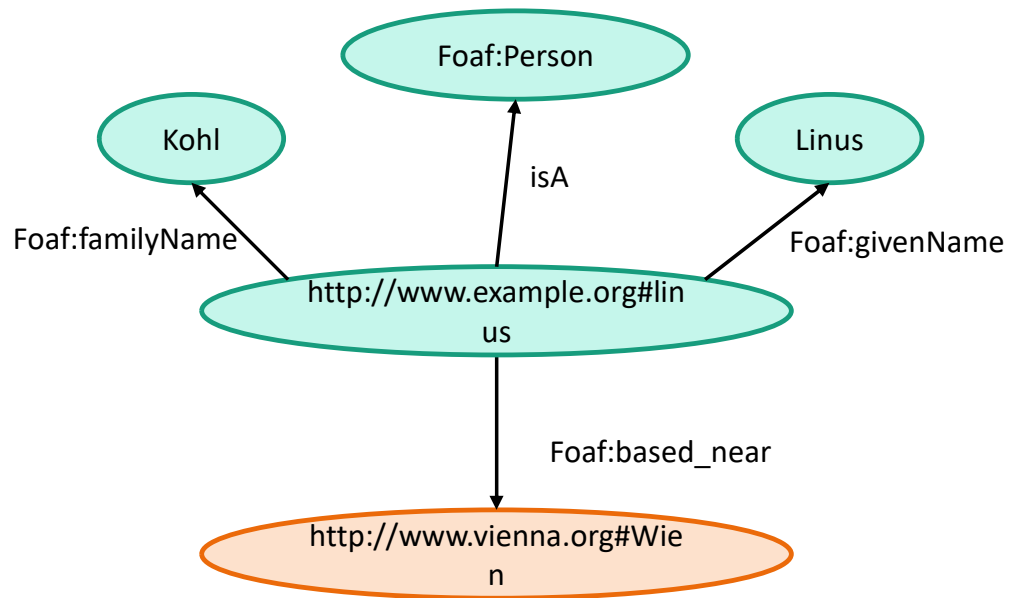 Foaf:Person
Kohl
Linus
isA
Foaf:familyName
Foaf:givenName
http://www.example.org#lin
us
Foaf:based_near
http://www.vienna.org#Wie
n